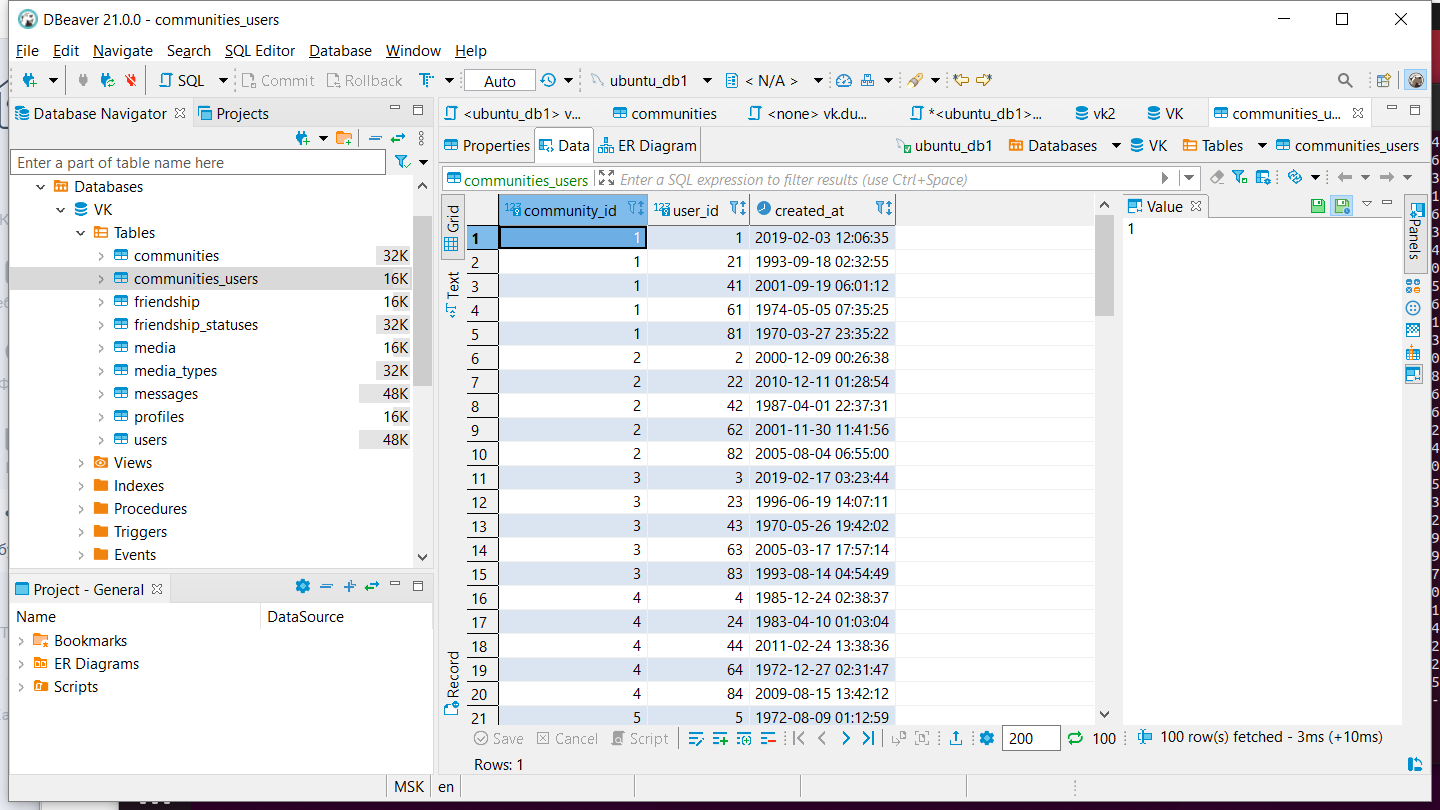 DBeaver 21.0.0 - communities_users
File Edit Navigate Search SQL Editor Database Window Help
SQL Commit Rollback Auto ubuntu_db1 < N/A >
Database Navigator Projects
Enter a part of table name here
Databases
VK
Tables
communities 32K
communities_users 16K
friendship 16K
friendship_statuses 32K
media 16K
media_types 32K
messages 48K
profiles 16K
users 48K
Views
Indexes
Procedures
Triggers
Events
Project - General
Name DataSource
Bookmarks
ER Diagrams
Scripts
<ubuntu_db1> v... communities <none> vk.du... *<ubuntu_db1>... vk2 VK communities_u...
Properties Data ER Diagram ubuntu_db1 Databases VK Tables communities_users
communities_users Enter a SQL expression to filter results (use Ctrl+Space)
Grid
Text
Record
123 community_id 123 user_id created_at
1 1 1 2019-02-03 12:06:35
2 1 21 1993-09-18 02:32:55
3 1 41 2001-09-19 06:01:12
4 1 61 1974-05-05 07:35:25
5 1 81 1970-03-27 23:35:22
6 2 2 2000-12-09 00:26:38
7 2 22 2010-12-11 01:28:54
8 2 42 1987-04-01 22:37:31
9 2 62 2001-11-30 11:41:56
10 2 82 2005-08-04 06:55:00
11 3 3 2019-02-17 03:23:44
12 3 23 1996-06-19 14:07:11
13 3 43 1970-05-26 19:42:02
14 3 63 2005-03-17 17:57:14
15 3 83 1993-08-14 04:54:49
16 4 4 1985-12-24 02:38:37
17 4 24 1983-04-10 01:03:04
18 4 44 2011-02-24 13:38:36
19 4 64 1972-12-27 02:31:47
20 4 84 2009-08-15 13:42:12
21 5 5 1972-08-09 01:12:59
Value
1
Panels
Save Cancel Script 200 100 100 row(s) fetched - 3ms (+10ms)
Rows: 1
MSK en